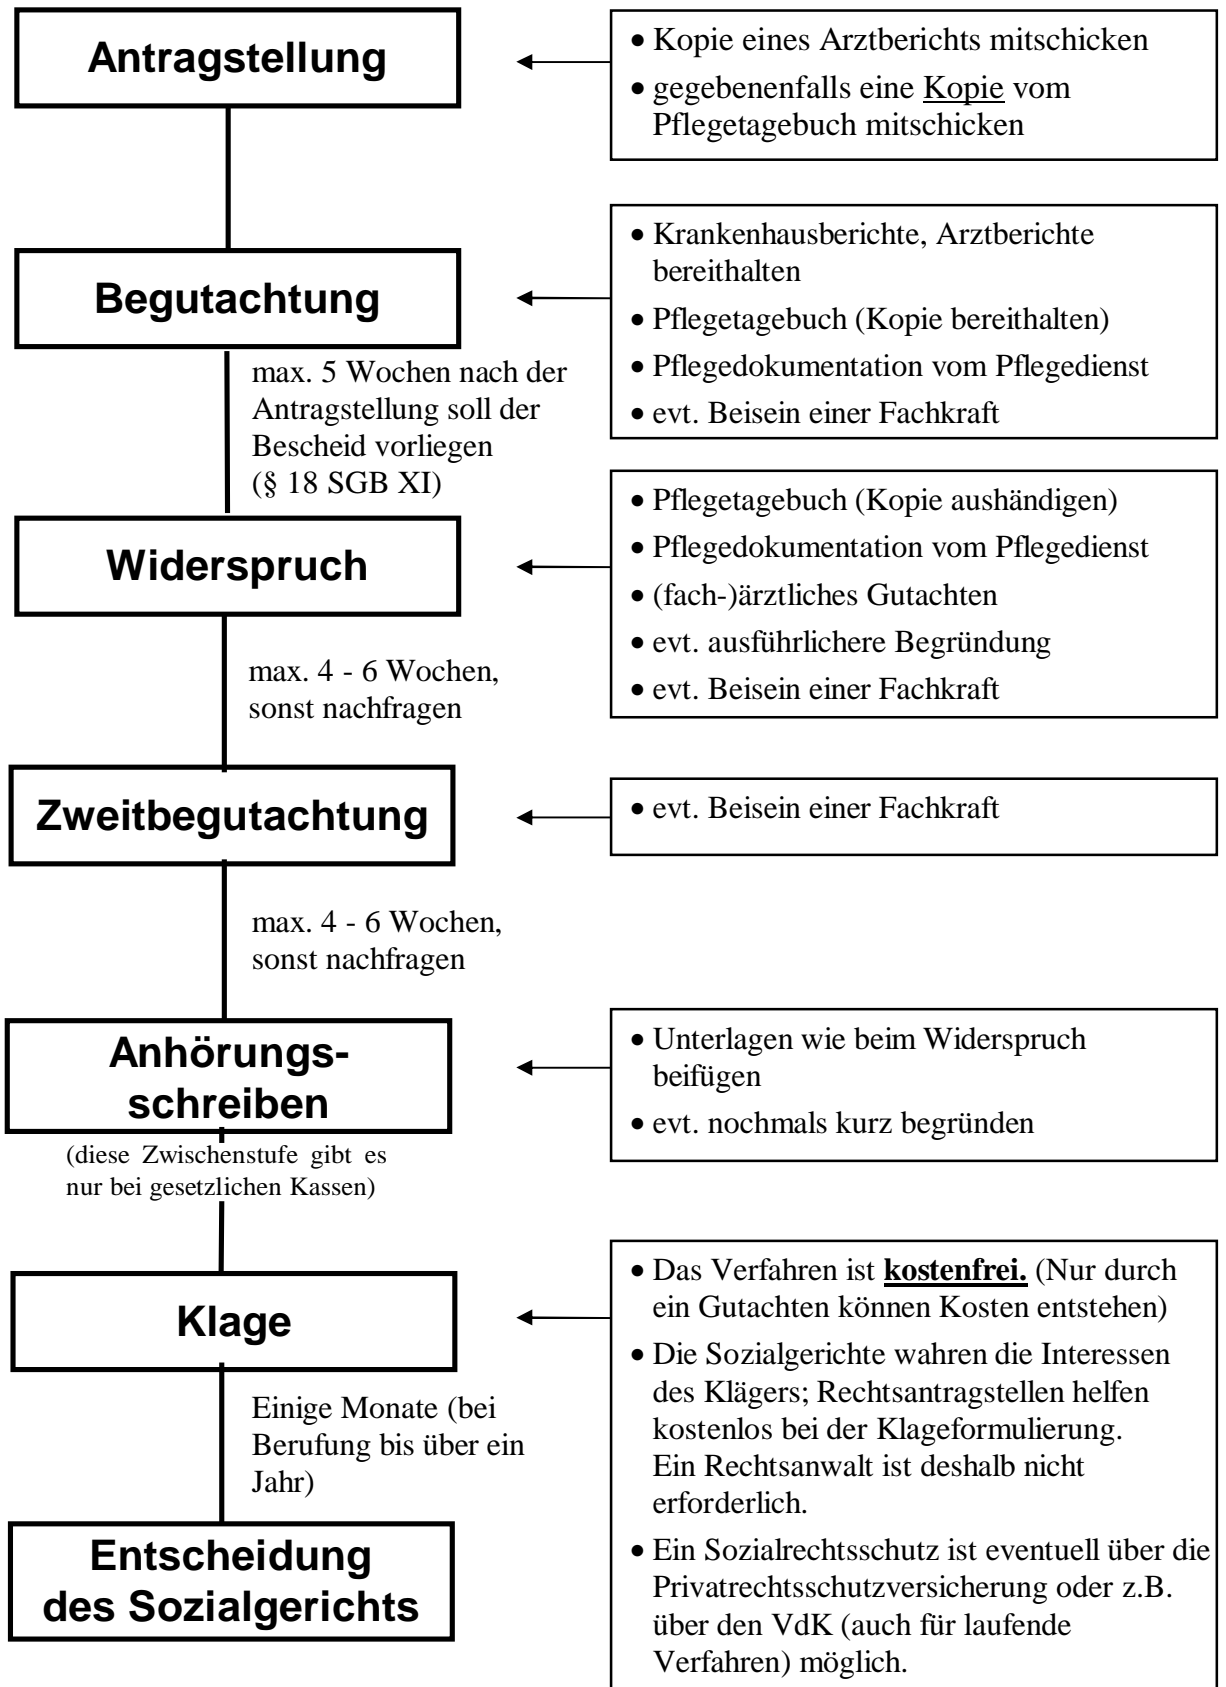 Antragstellung
• Kopie eines Arztberichts mitschicken
• gegebenenfalls eine Kopie vom
Pflegetagebuch mitschicken
Begutachtung
• Krankenhausberichte, Arztberichte
bereithalten
• Pflegetagebuch (Kopie bereithalten)
• Pflegedokumentation vom Pflegedienst
• evt. Beisein einer Fachkraft
max. 5 Wochen nach der
Antragstellung soll der
Bescheid vorliegen
(§ 18 SGB XI)
Widerspruch
• Pflegetagebuch (Kopie aushändigen)
• Pflegedokumentation vom Pflegedienst
• (fach-)ärztliches Gutachten
• evt. ausführlichere Begründung
• evt. Beisein einer Fachkraft
max. 4 - 6 Wochen,
sonst nachfragen
Zweitbegutachtung
• evt. Beisein einer Fachkraft
max. 4 - 6 Wochen,
sonst nachfragen
Anhörungs-
schreiben
• Unterlagen wie beim Widerspruch
beifügen
• evt. nochmals kurz begründen
(diese Zwischenstufe gibt es
nur bei gesetzlichen Kassen)
Klage
• Das Verfahren ist kostenfrei. (Nur durch
ein Gutachten können Kosten entstehen)
• Die Sozialgerichte wahren die Interessen
des Klägers; Rechtsantragstellen helfen
kostenlos bei der Klageformulierung.
Ein Rechtsanwalt ist deshalb nicht
erforderlich.
• Ein Sozialrechtsschutz ist eventuell über die
Privatrechtsschutzversicherung oder z.B.
über den VdK (auch für laufende
Verfahren) möglich.
Einige Monate (bei
Berufung bis über ein
Jahr)
Entscheidung
des Sozialgerichts